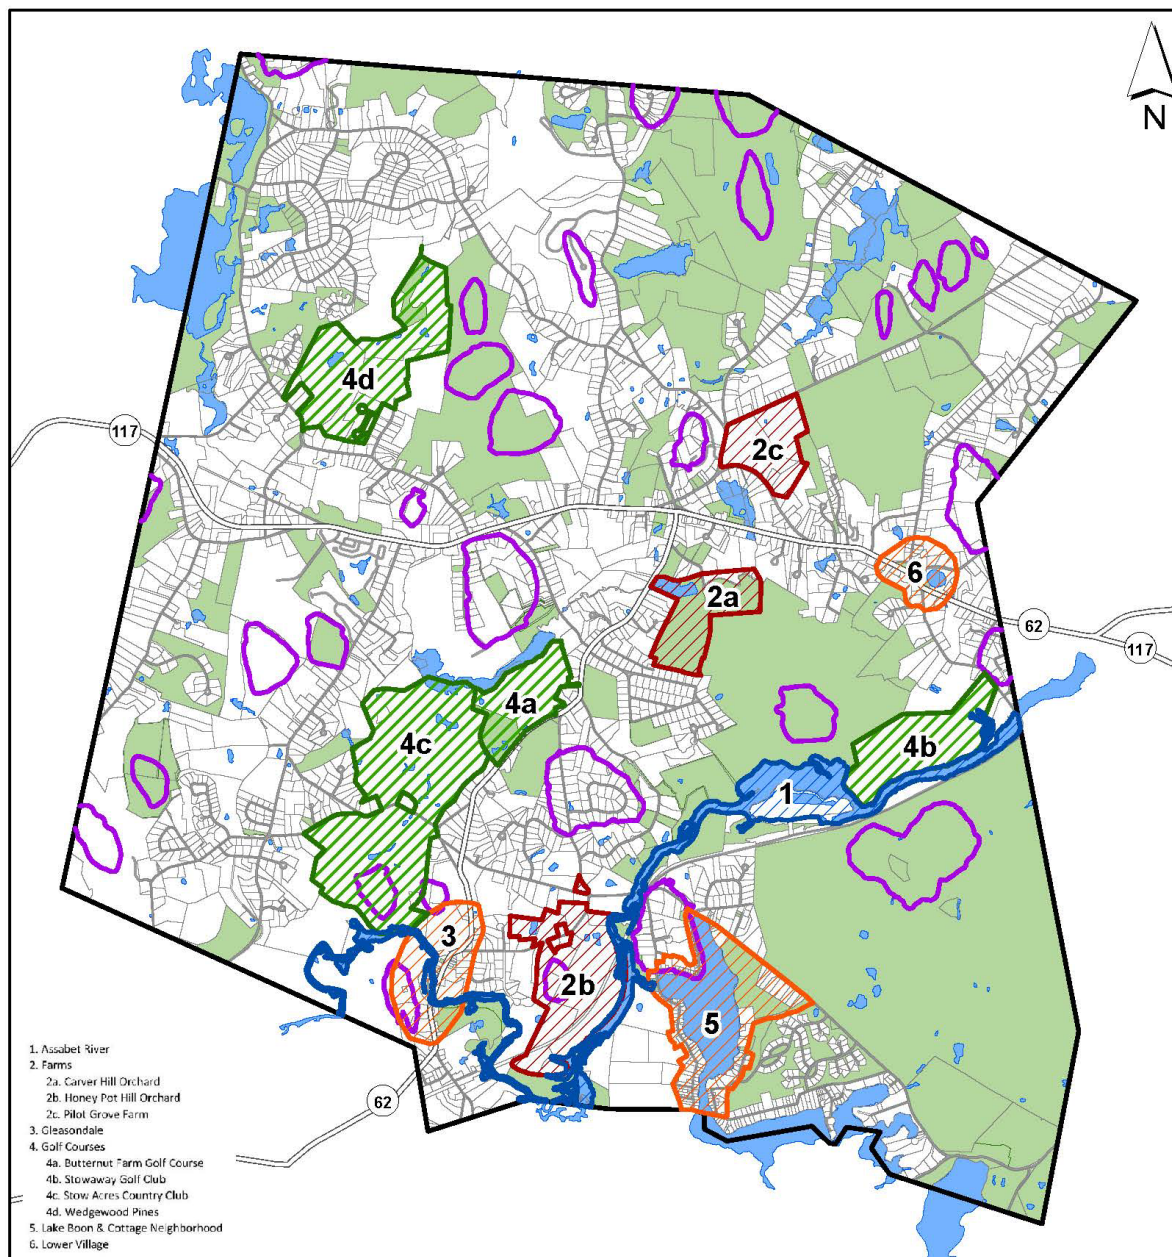 N
4d
117
2c
6
2a
62
117
4a
4c
4b
1
3
2b
5
62
1. Assabet River
2. Farms
2a. Carver Hill Orchard
2b. Honey Pot Hill Orchard
2c. Pilot Grove Farm
3. Gleasondale
4. Golf Courses
4a. Butternut Farm Golf Course
4b. Stowaway Golf Club
4c. Stow Acres Country Club
4d. Wedgewood Pines
5. Lake Boon & Cottage Neighborhood
6. Lower Village